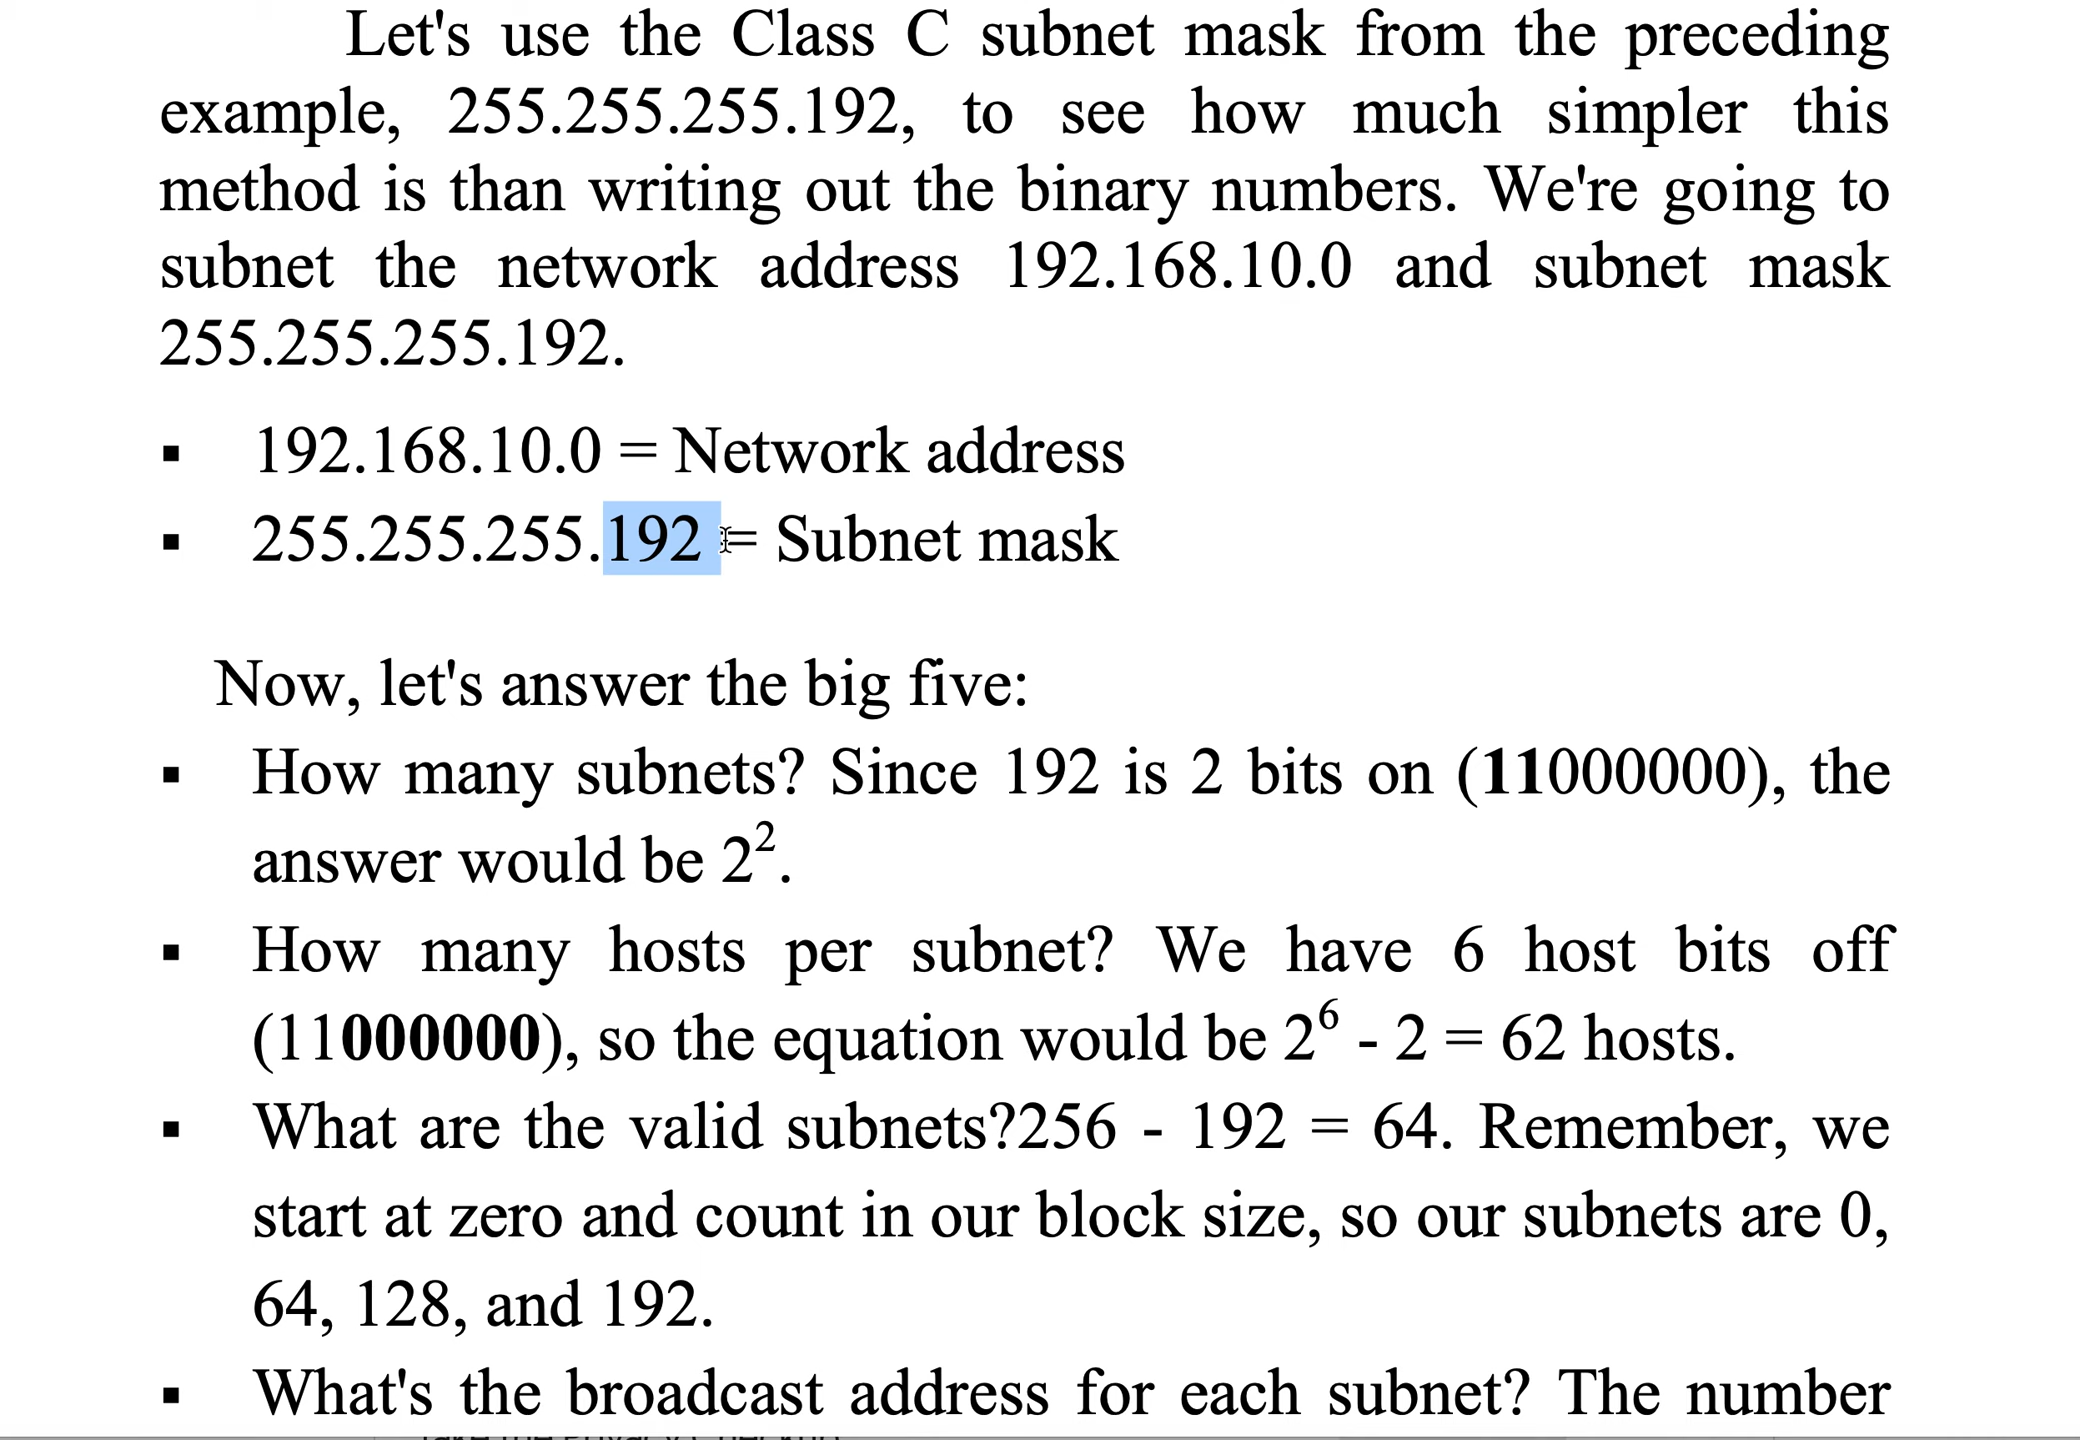 Let's use the Class C subnet mask from the preceding
example, 255.255.255.192, to see how much simpler this
method is than writing out the binary numbers. We're going to
subnet the network address 192.168.10.0 and subnet mask
255.255.255.192.
▪ 192.168.10.0 = Network address
▪ 255.255.255.192 = Subnet mask
Now, let's answer the big five:
▪ How many subnets? Since 192 is 2 bits on (11000000), the
answer would be 2².
▪ How many hosts per subnet? We have 6 host bits off
(11000000), so the equation would be 2⁶ - 2 = 62 hosts.
▪ What are the valid subnets?256 - 192 = 64. Remember, we
start at zero and count in our block size, so our subnets are 0,
64, 128, and 192.
▪ What's the broadcast address for each subnet? The number